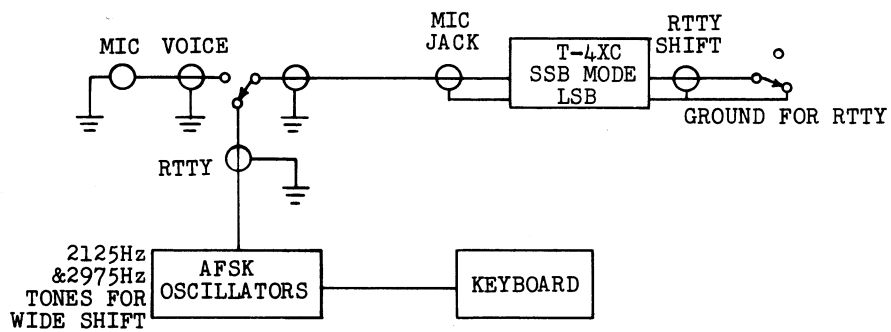 MIC VOICE
MIC
JACK
T-4XC
SSB MODE
LSB
RTTY
SHIFT
GROUND FOR RTTY
RTTY
2125Hz
&2975Hz
TONES FOR
WIDE SHIFT
AFSK
OSCILLATORS
KEYBOARD